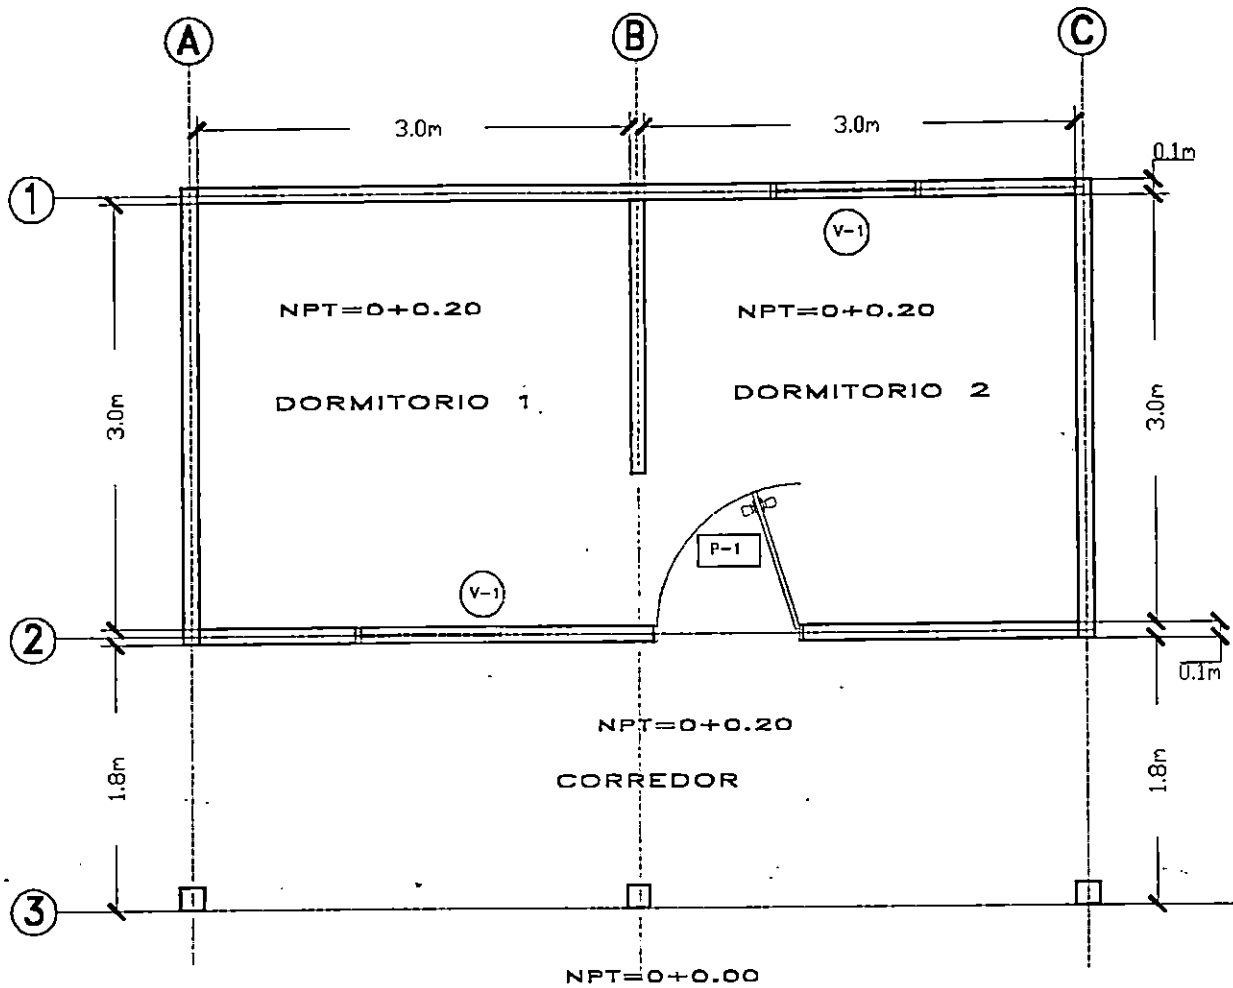 A B C
3.0m 3.0m
0.1m
1
V-1
NPT=0+0.20 NPT=0+0.20
DORMITORIO 1 DORMITORIO 2
3.0m 3.0m
P-1
V-1
2
0.1m
NPT=0+0.20
CORREDOR
1.8m 1.8m
3
NPT=0+0.00